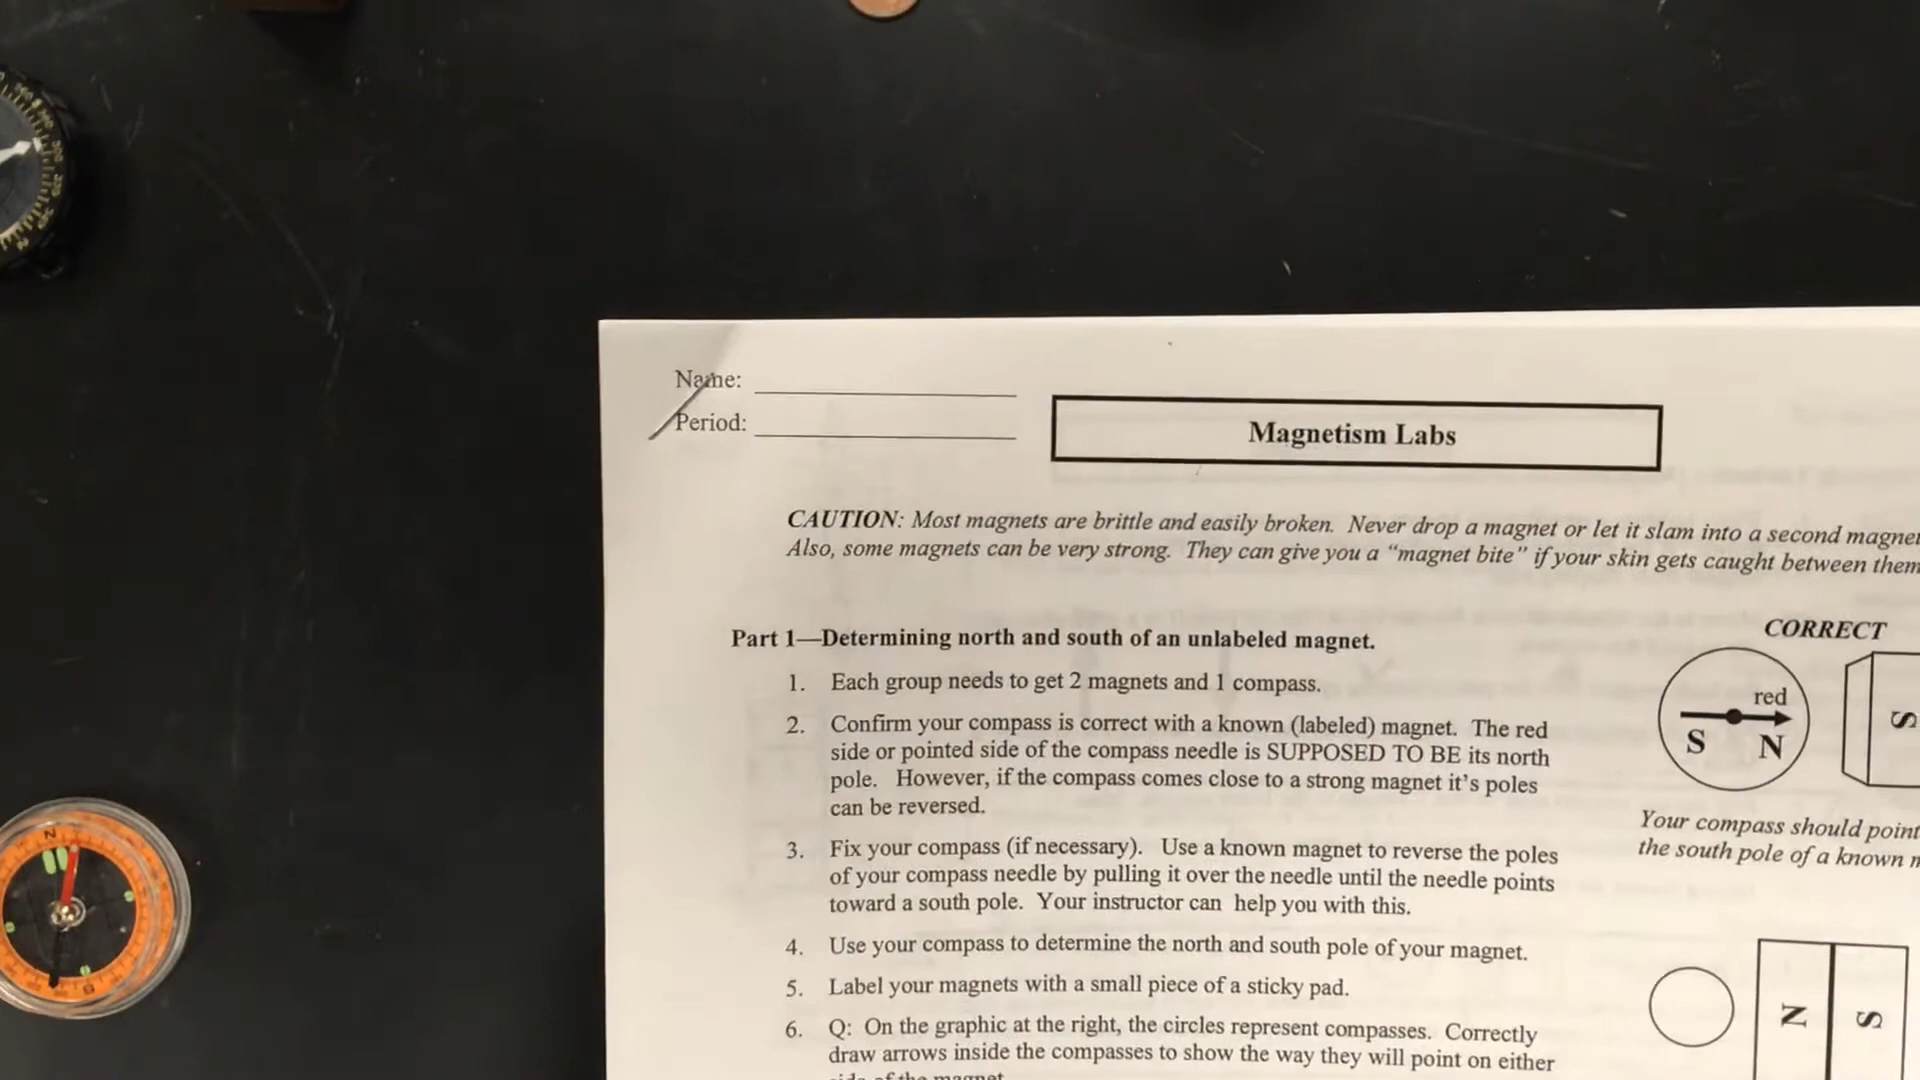 Name:
Period:
Magnetism Labs
CAUTION: Most magnets are brittle and easily broken. Never drop a magnet or let it slam into a second magnet
Also, some magnets can be very strong. They can give you a “magnet bite” if your skin gets caught between them
Part 1—Determining north and south of an unlabeled magnet.
1. Each group needs to get 2 magnets and 1 compass.
2. Confirm your compass is correct with a known (labeled) magnet. The red
side or pointed side of the compass needle is SUPPOSED TO BE its north
pole. However, if the compass comes close to a strong magnet it’s poles
can be reversed.
3. Fix your compass (if necessary). Use a known magnet to reverse the poles
of your compass needle by pulling it over the needle until the needle points
toward a south pole. Your instructor can help you with this.
4. Use your compass to determine the north and south pole of your magnet.
5. Label your magnets with a small piece of a sticky pad.
6. Q: On the graphic at the right, the circles represent compasses. Correctly
draw arrows inside the compasses to show the way they will point on either
side of the magnet
CORRECT
red
S N
S
Your compass should point
the south pole of a known
N S
N